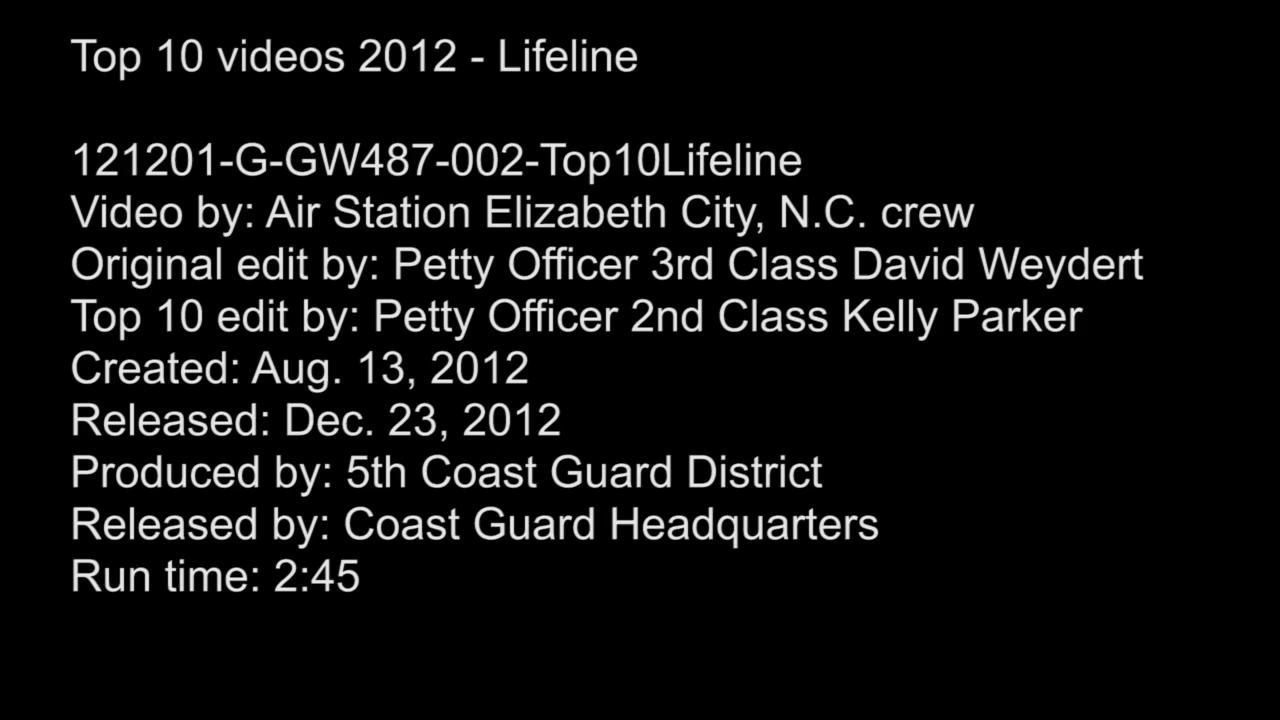 Top 10 videos 2012 - Lifeline
121201-G-GW487-002-Top10Lifeline
Video by: Air Station Elizabeth City, N.C. crew
Original edit by: Petty Officer 3rd Class David Weydert
Top 10 edit by: Petty Officer 2nd Class Kelly Parker
Created: Aug. 13, 2012
Released: Dec. 23, 2012
Produced by: 5th Coast Guard District
Released by: Coast Guard Headquarters
Run time: 2:45